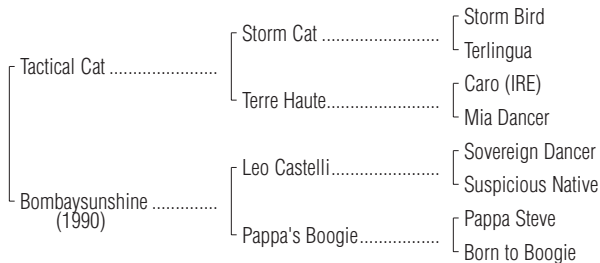 Storm Bird
Storm Cat ........................
Terlingua
Tactical Cat ......................
Caro (IRE)
Terre Haute.......................
Mia Dancer
Sovereign Dancer
Leo Castelli......................
Suspicious Native
Bombaysunshine .............
(1990)
Pappa Steve
Pappa's Boogie................
Born to Boogie